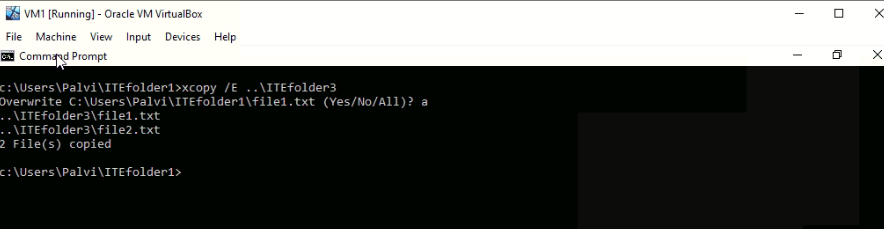 VM1 [Running] - Oracle VM VirtualBox
File Machine View Input Devices Help
Command Prompt
c:\Users\Palvi\ITEfolder1>xcopy /E ..\ITEfolder3
Overwrite C:\Users\Palvi\ITEfolder1\file1.txt (Yes/No/All)? a
..\ITEfolder3\file1.txt
..\ITEfolder3\file2.txt
2 File(s) copied
c:\Users\Palvi\ITEfolder1>